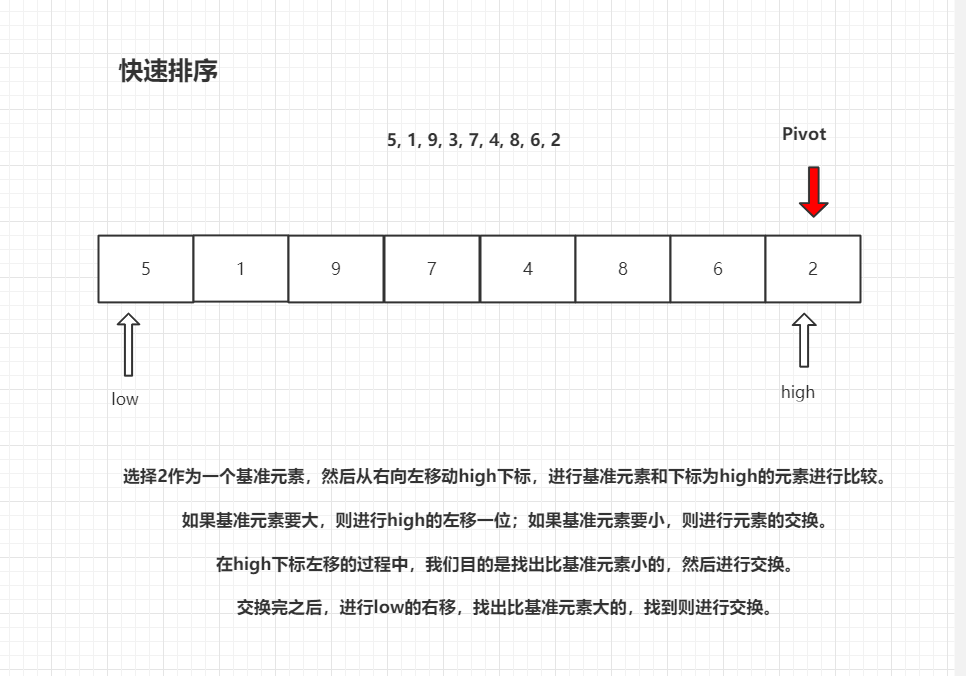 快速排序
5, 1, 9, 3, 7, 4, 8, 6, 2
Pivot
5 1 9 7 4 8 6 2
low
high
选择2作为一个基准元素，然后从右向左移动high下标，进行基准元素和下标为high的元素进行比较。
如果基准元素要大，则进行high的左移一位；如果基准元素要小，则进行元素的交换。
在high下标左移的过程中，我们目的是找出比基准元素小的，然后进行交换。
交换完之后，进行low的右移，找出比基准元素大的，找到则进行交换。